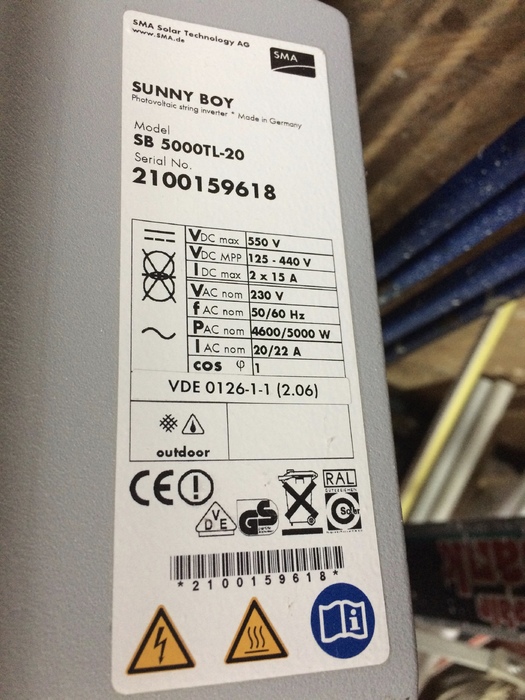 SMA Solar Technology AG
www.SMA.de
SMA
SUNNY BOY
Photovoltaic string inverter * Made in Germany
Model
SB 5000TL-20
Serial No.
2100159618
VDC max 550 V
VDC MPP 125 - 440 V
IDC max 2 x 15 A
VAC nom 230 V
fAC nom 50/60 Hz
PAC nom 4600/5000 W
IAC nom 20/22 A
cos φ 1
VDE 0126-1-1 (2.06)
outdoor
CE
RAL
GÜTEZEICHEN
VDE
GS
Solar
*2100159618*
i